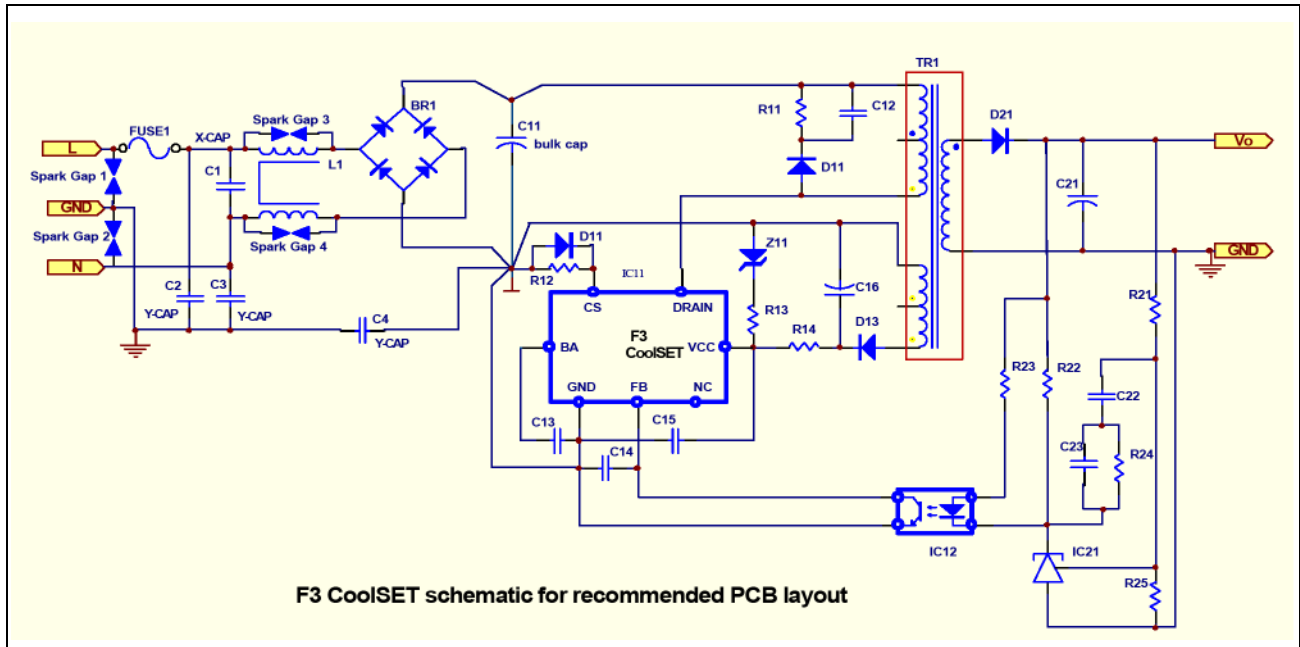 TR1
BR1
Spark Gap 3
FUSE1
X-CAP
R11
C12
D21
C11
bulk cap
L
L1
Vo
C1
D11
Spark Gap 1
C21
GND
Spark Gap 2
Spark Gap 4
D11
Z11
GND
N
R12
IC11
C2
C3
CS
DRAIN
C16
R21
Y-CAP
Y-CAP
C4
Y-CAP
F3
CoolSET
R13
R14
D13
BA
VCC
R23
R22
GND
FB
NC
C22
C13
C15
C14
C23
R24
IC12
IC21
R25
F3 CoolSET schematic for recommended PCB layout